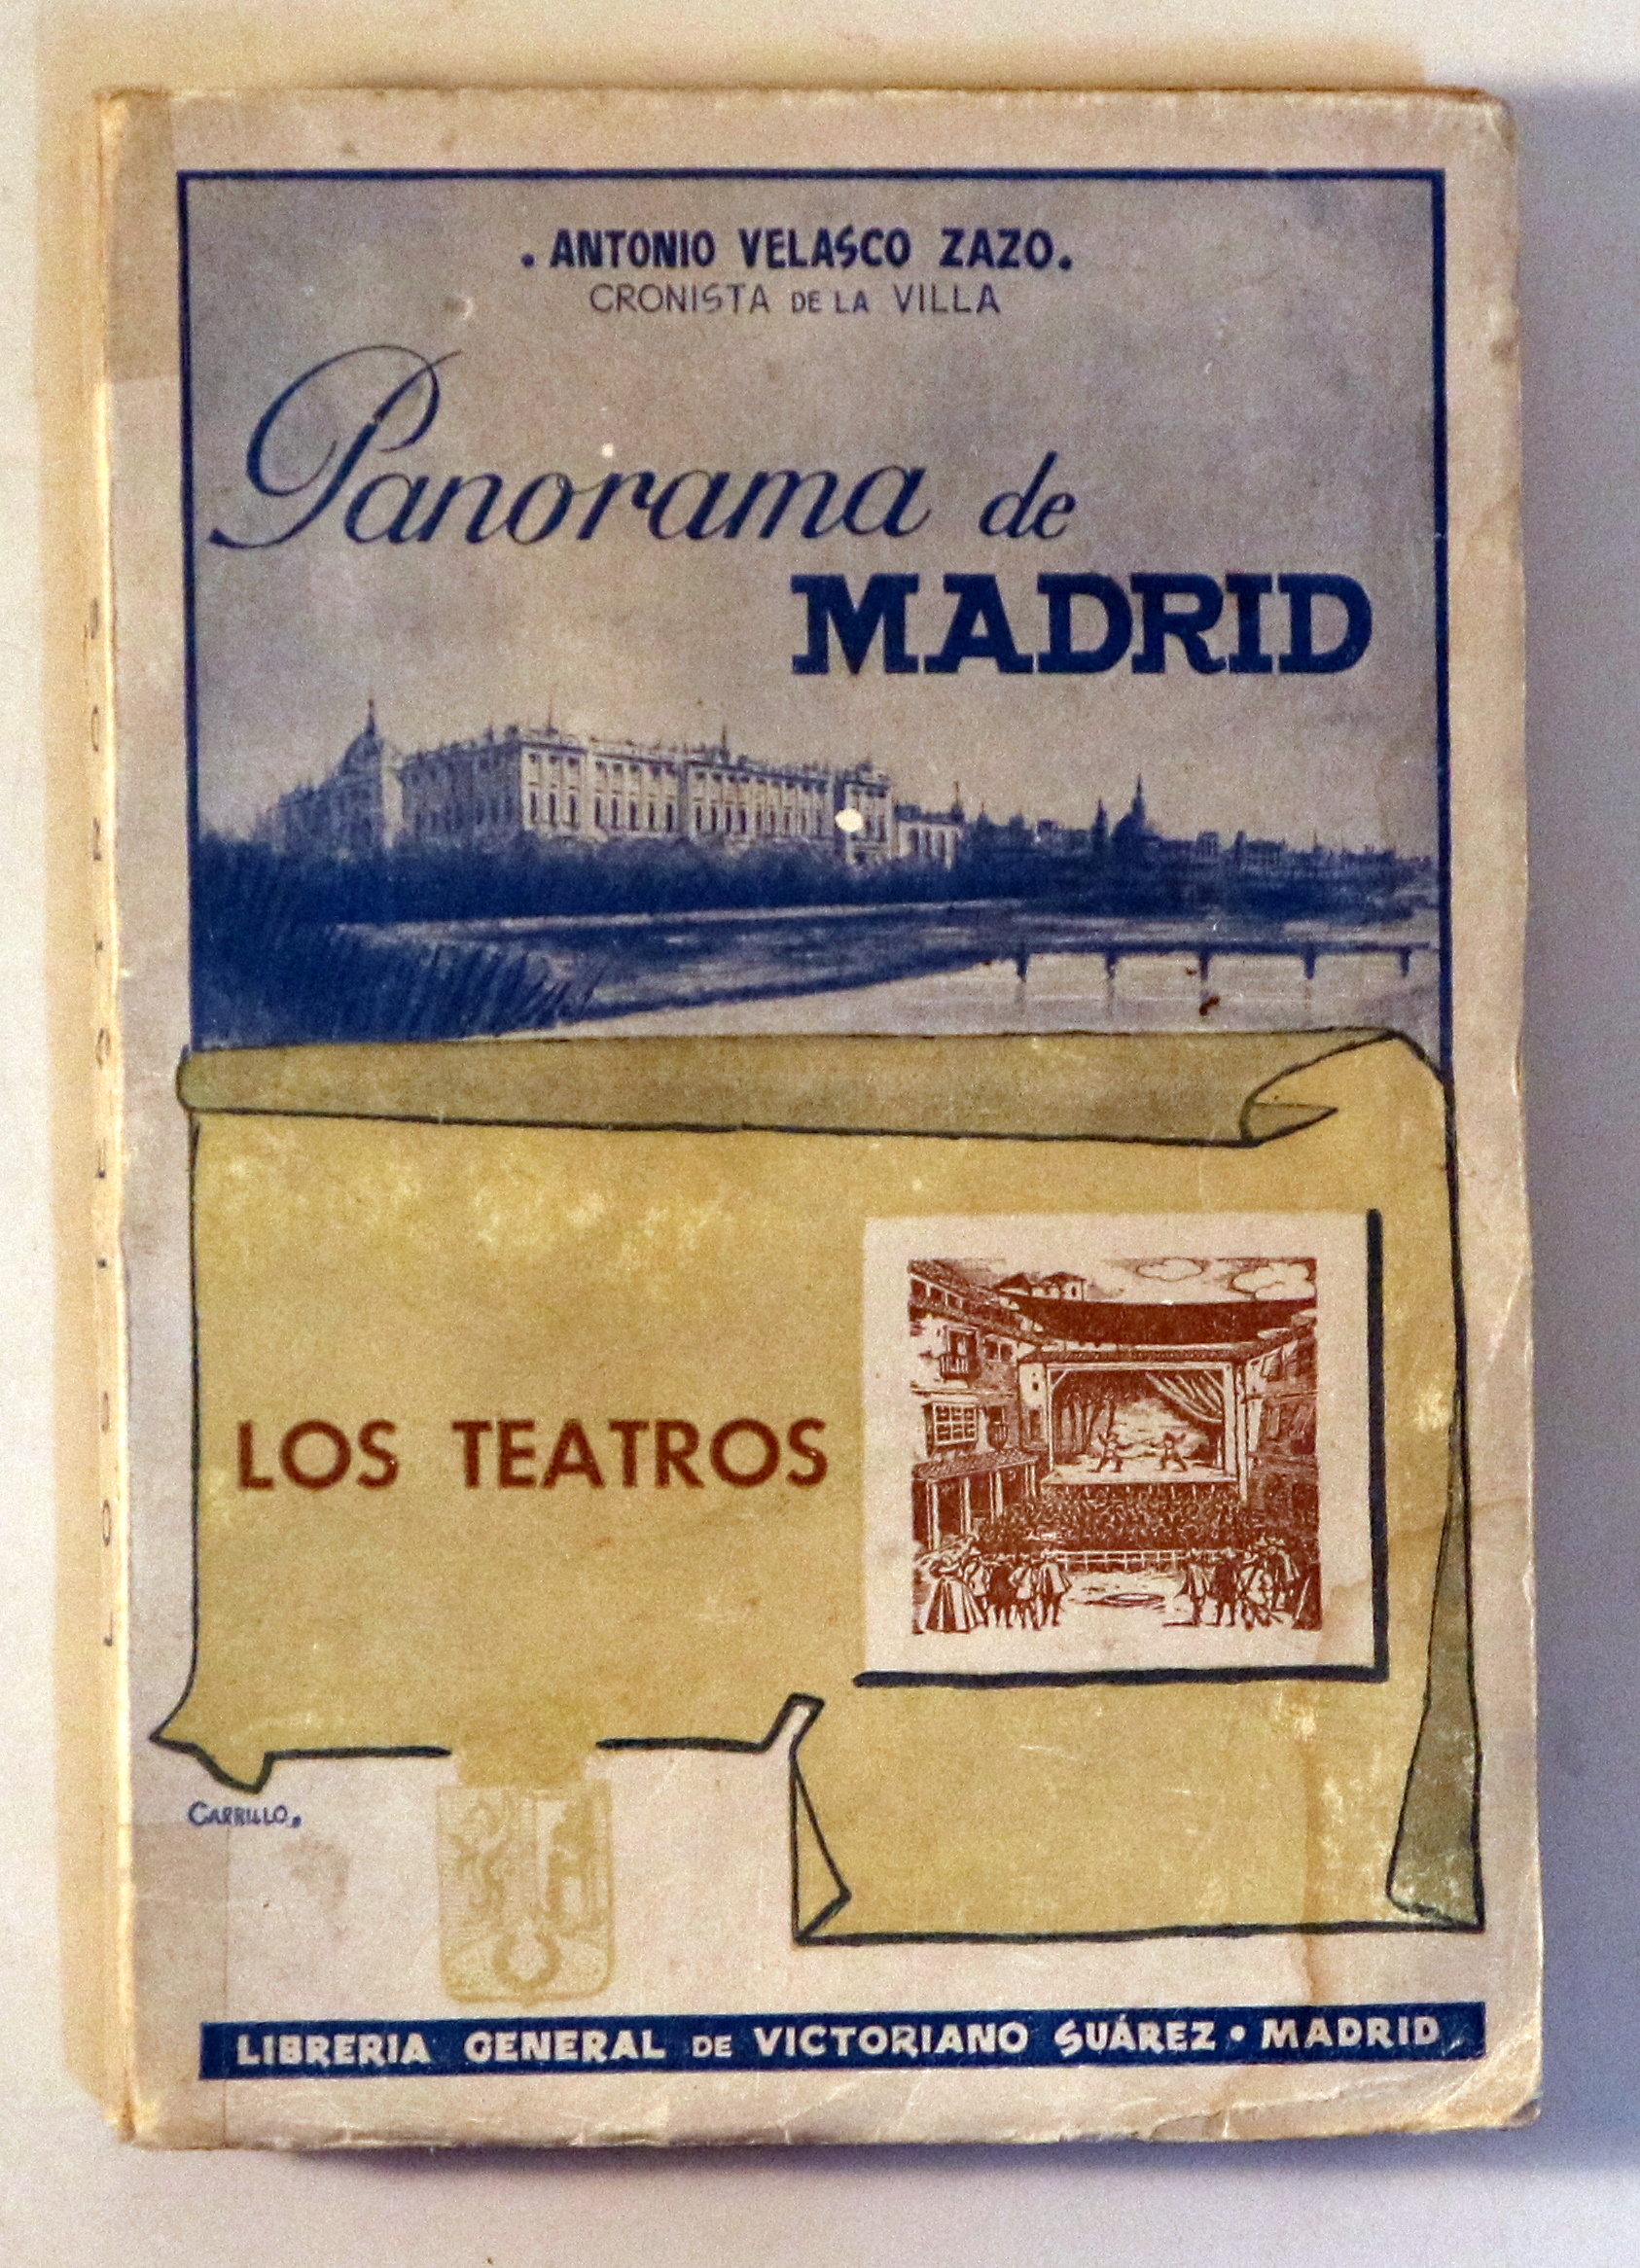 . ANTONIO VELASCO ZAZO.
CRONISTA DE LA VILLA
Panorama de
MADRID
LOS TEATROS
CARRILLO.
LIBRERIA GENERAL DE VICTORIANO SUÁREZ • MADRID